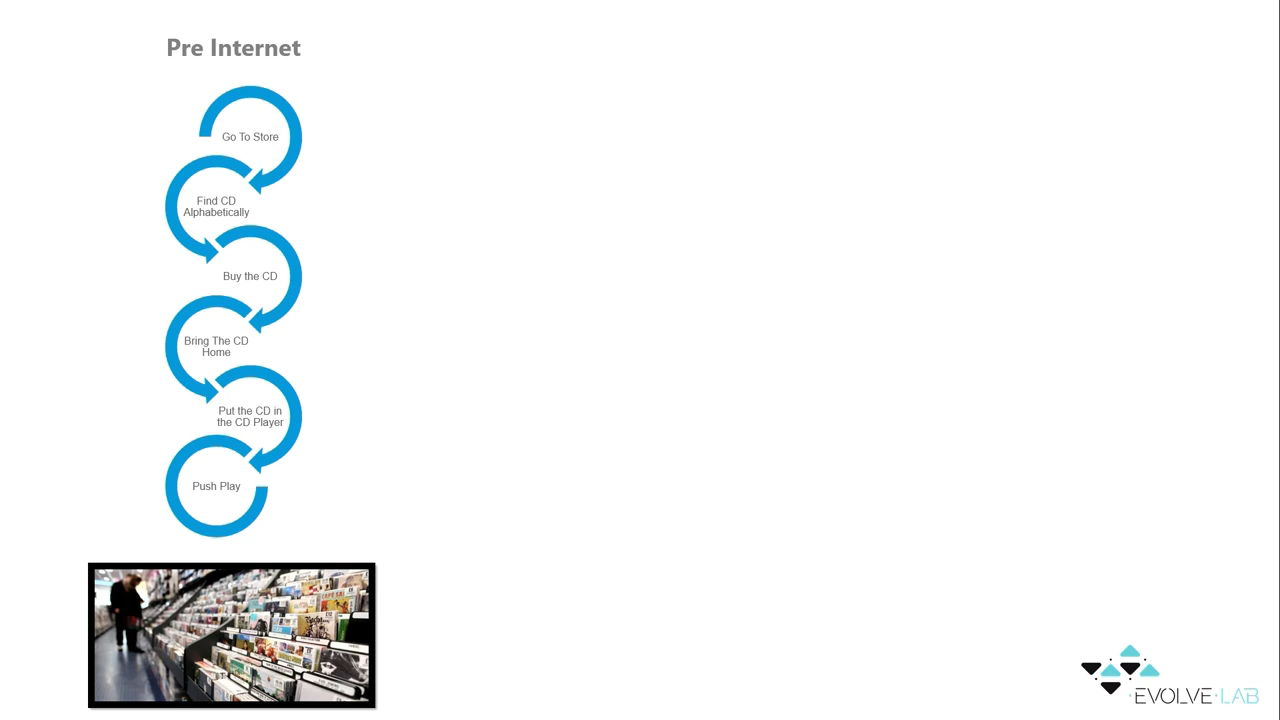 Pre Internet
Go To Store
Find CD
Alphabetically
Buy the CD
Bring The CD
Home
Put the CD in
the CD Player
Push Play
EVOLVE LAB